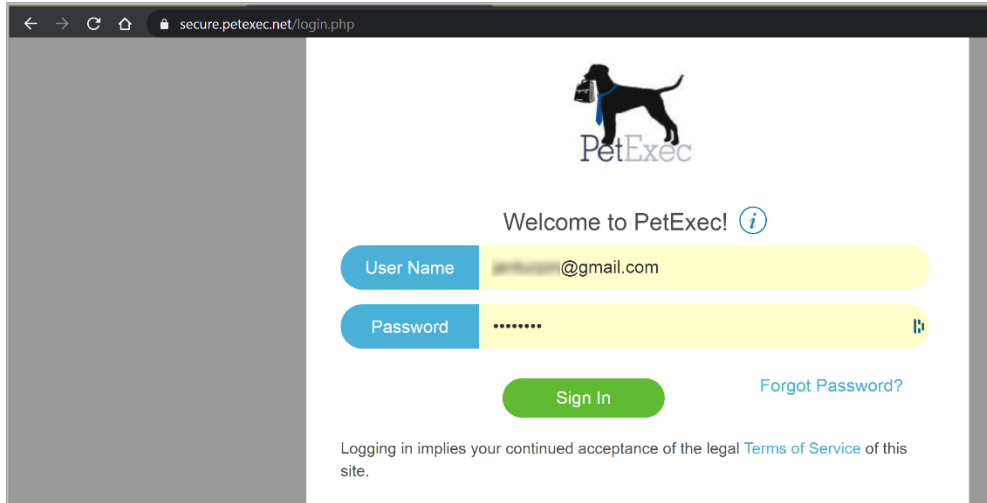 secure.petexec.net/login.php
PetExec
Welcome to PetExec! i
User Name
@gmail.com
Password
••••••••
Sign In
Forgot Password?
Logging in implies your continued acceptance of the legal Terms of Service of this
site.